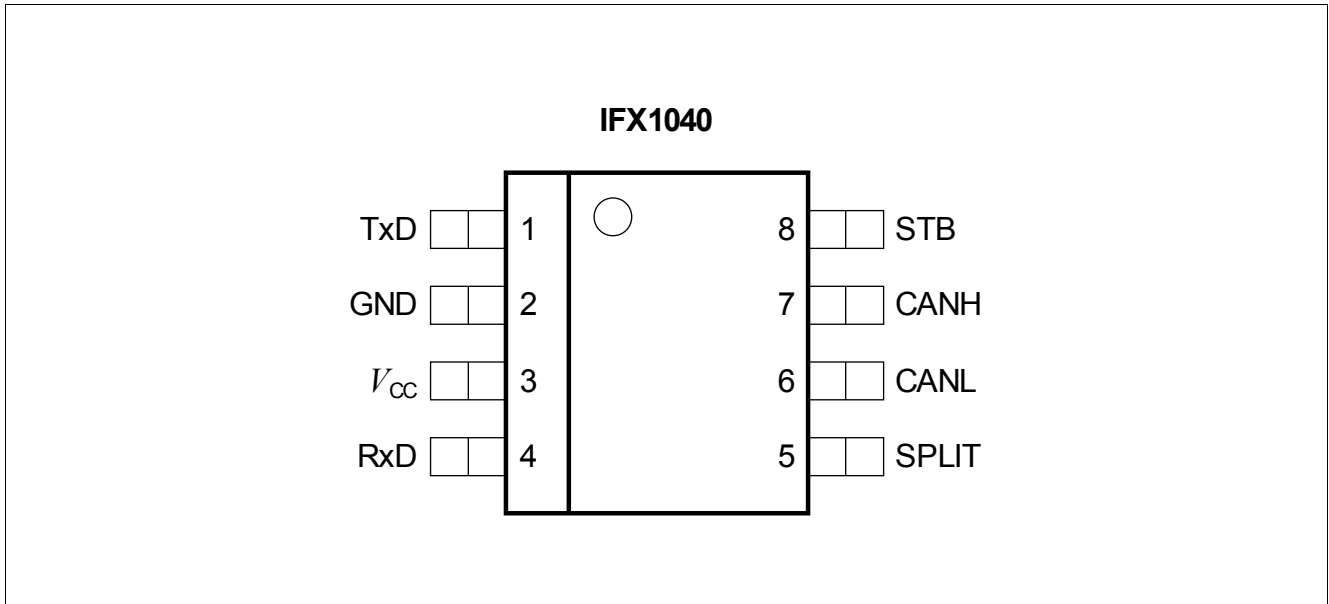 IFX1040
TxD 1 8 STB
GND 2 7 CANH
VCC 3 6 CANL
RxD 4 5 SPLIT